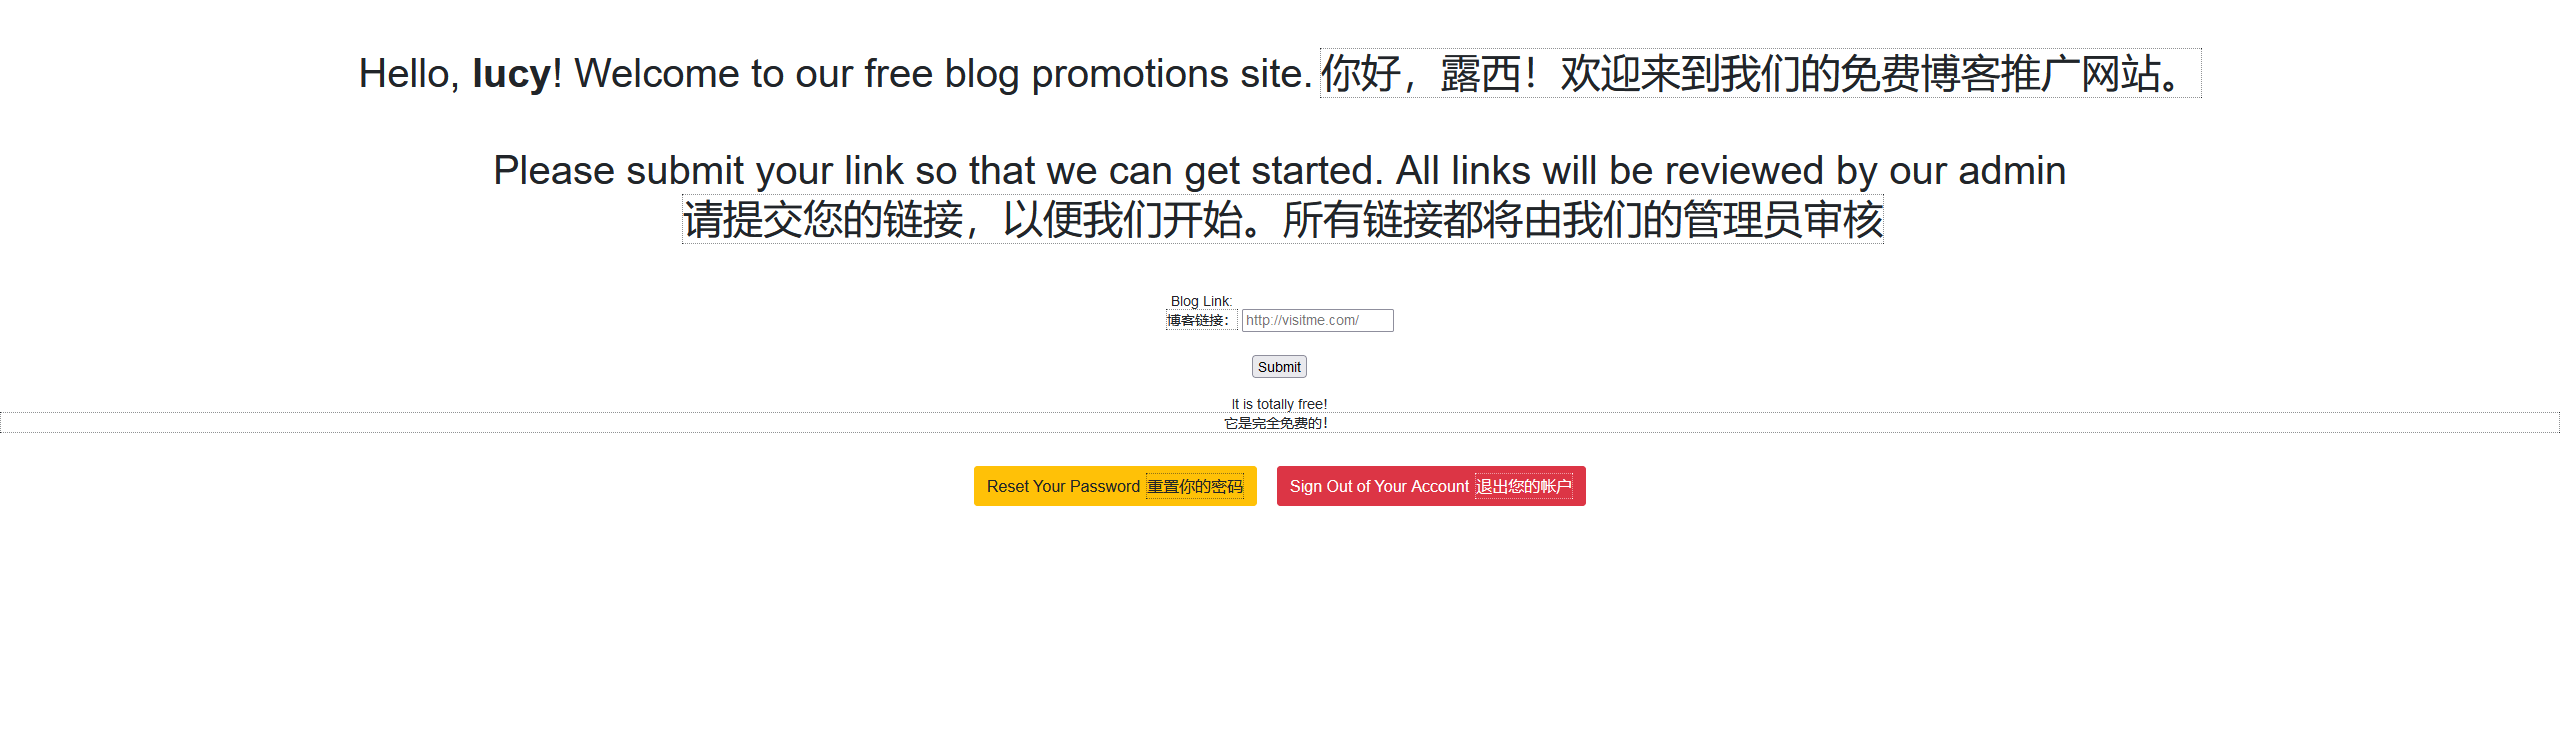 Hello, lucy! Welcome to our free blog promotions site. 你好，露西！欢迎来到我们的免费博客推广网站。
Please submit your link so that we can get started. All links will be reviewed by our admin
请提交您的链接，以便我们开始。所有链接都将由我们的管理员审核
Blog Link:
博客链接： http://visitme.com/
Submit
It is totally free!
它是完全免费的！
Reset Your Password 重置你的密码 Sign Out of Your Account 退出您的帐户